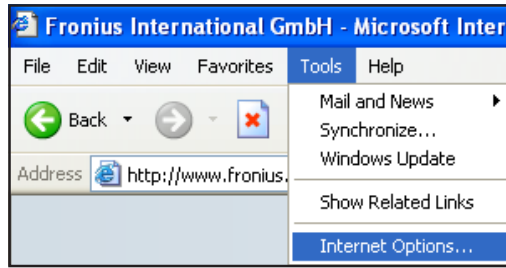 Fronius International GmbH - Microsoft Inter
File Edit View Favorites Tools Help
Back
Mail and News
Synchronize...
Windows Update
Address http://www.fronius.
Show Related Links
Internet Options...